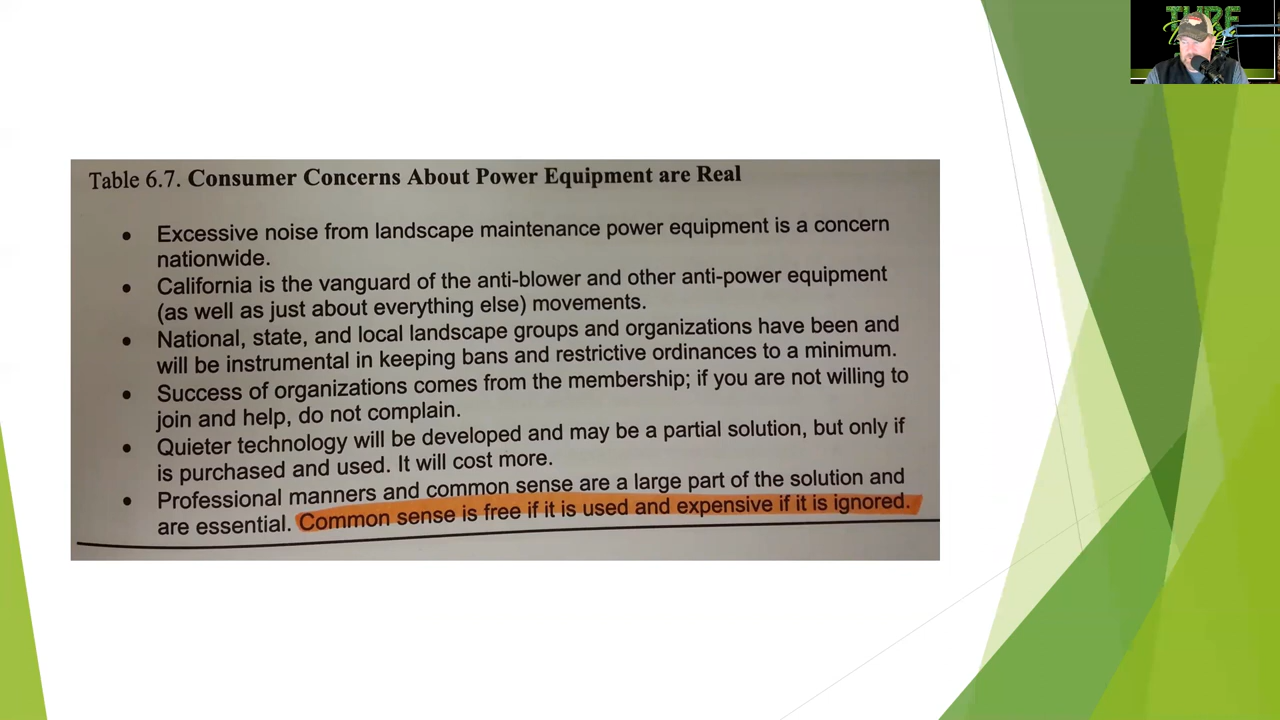 TURF
Table 6.7. Consumer Concerns About Power Equipment are Real
• Excessive noise from landscape maintenance power equipment is a concern
nationwide.
• California is the vanguard of the anti-blower and other anti-power equipment
(as well as just about everything else) movements.
• National, state, and local landscape groups and organizations have been and
will be instrumental in keeping bans and restrictive ordinances to a minimum.
• Success of organizations comes from the membership; if you are not willing to
join and help, do not complain.
• Quieter technology will be developed and may be a partial solution, but only if
is purchased and used. It will cost more.
• Professional manners and common sense are a large part of the solution and
are essential. Common sense is free if it is used and expensive if it is ignored.